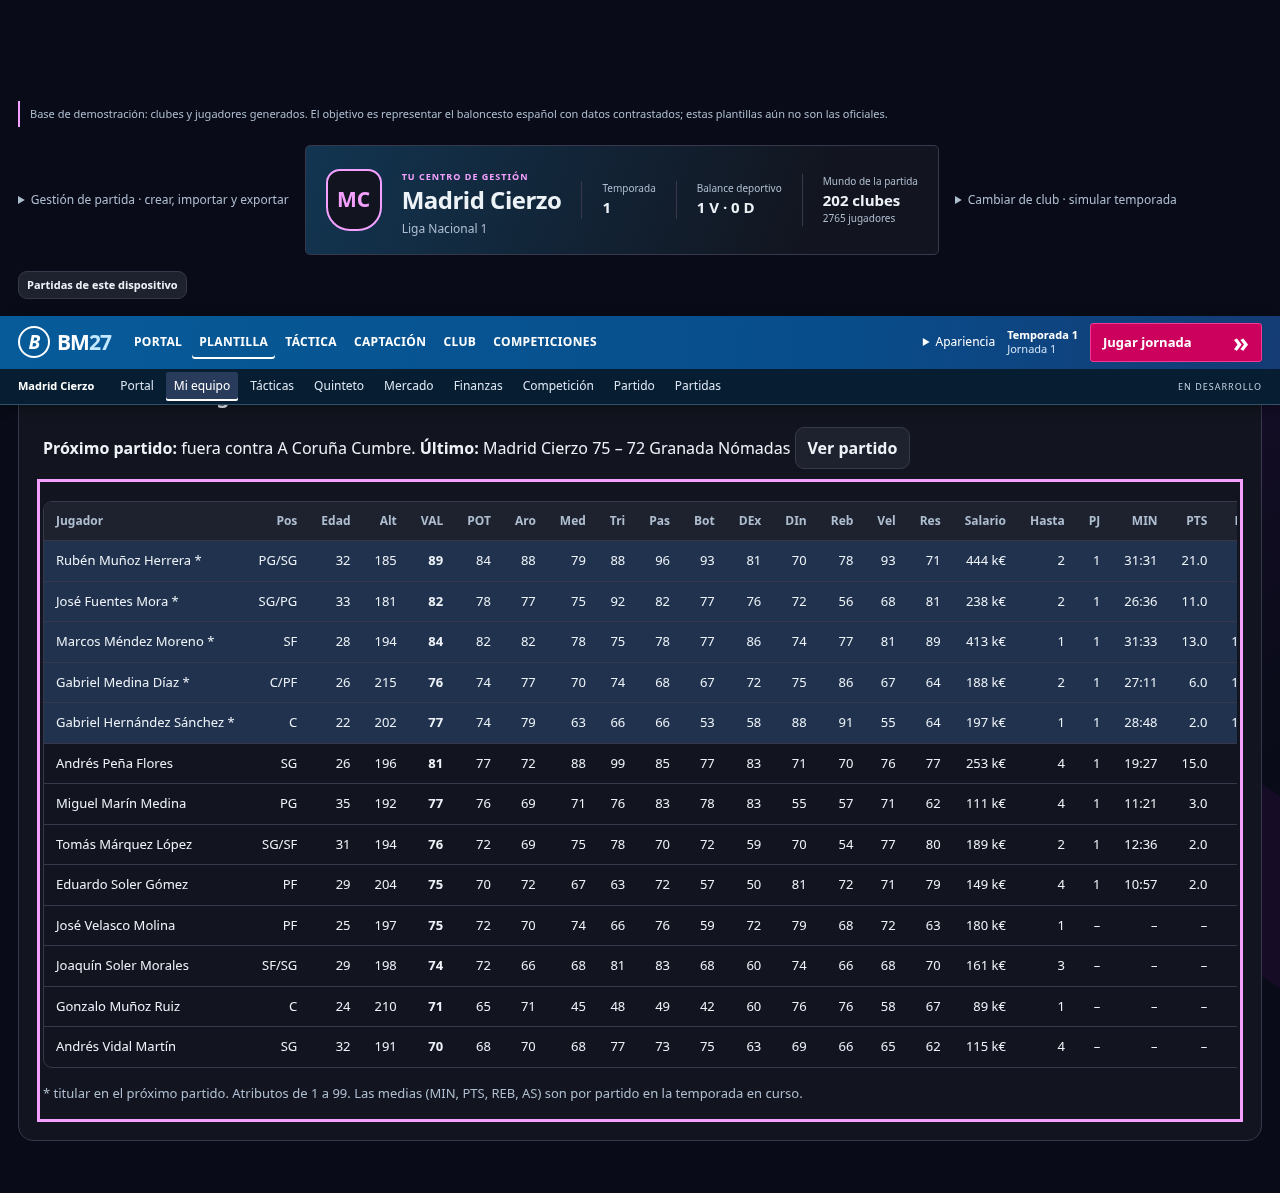 Base de demostración: clubes y jugadores generados. El objetivo es representar el baloncesto español con datos contrastados; estas plantillas aún no son las oficiales.
Gestión de partida · crear, importar y exportar
MC
TU CENTRO DE GESTIÓN
Madrid Cierzo
Liga Nacional 1
Temporada
1
Balance deportivo
1 V · 0 D
Mundo de la partida
202 clubes
2765 jugadores
Cambiar de club · simular temporada
Partidas de este dispositivo
B BM27 PORTAL PLANTILLA TÁCTICA CAPTACIÓN CLUB COMPETICIONES Apariencia Temporada 1 Jornada 1 Jugar jornada »
Madrid Cierzo Portal Mi equipo Tácticas Quinteto Mercado Finanzas Competición Partido Partidas EN DESARROLLO
Próximo partido: fuera contra A Coruña Cumbre. Último: Madrid Cierzo 75 – 72 Granada Nómadas Ver partido
Jugador Pos Edad Alt VAL POT Aro Med Tri Pas Bot DEx DIn Reb Vel Res Salario Hasta PJ MIN PTS
Rubén Muñoz Herrera * PG/SG 32 185 89 84 88 79 88 96 93 81 70 78 93 71 444 k€ 2 1 31:31 21.0
José Fuentes Mora * SG/PG 33 181 82 78 77 75 92 82 77 76 72 56 68 81 238 k€ 2 1 26:36 11.0
Marcos Méndez Moreno * SF 28 194 84 82 82 78 75 78 77 86 74 77 81 89 413 k€ 1 1 31:33 13.0
Gabriel Medina Díaz * C/PF 26 215 76 74 77 70 74 68 67 72 75 86 67 64 188 k€ 2 1 27:11 6.0
Gabriel Hernández Sánchez * C 22 202 77 74 79 63 66 66 53 58 88 91 55 64 197 k€ 1 1 28:48 2.0
Andrés Peña Flores SG 26 196 81 77 72 88 99 85 77 83 71 70 76 77 253 k€ 4 1 19:27 15.0
Miguel Marín Medina PG 35 192 77 76 69 71 76 83 78 83 55 57 71 62 111 k€ 4 1 11:21 3.0
Tomás Márquez López SG/SF 31 194 76 72 69 75 78 70 72 59 70 54 77 80 189 k€ 2 1 12:36 2.0
Eduardo Soler Gómez PF 29 204 75 70 72 67 63 72 57 50 81 72 71 79 149 k€ 4 1 10:57 2.0
José Velasco Molina PF 25 197 75 72 70 74 66 76 59 72 79 68 72 63 180 k€ 1 – – –
Joaquín Soler Morales SF/SG 29 198 74 72 66 68 81 83 68 60 74 66 68 70 161 k€ 3 – – –
Gonzalo Muñoz Ruiz C 24 210 71 65 71 45 48 49 42 60 76 76 58 67 89 k€ 1 – – –
Andrés Vidal Martín SG 32 191 70 68 70 68 77 73 75 63 69 66 65 62 115 k€ 4 – – –
* titular en el próximo partido. Atributos de 1 a 99. Las medias (MIN, PTS, REB, AS) son por partido en la temporada en curso.